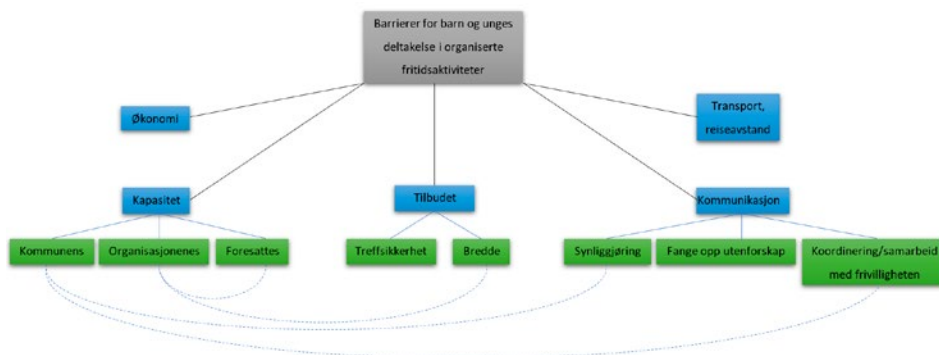 Barrierer for barn og unges
deltakelse i organiserte
fritidsaktiviteter
Økonomi
Transport,
reiseavstand
Kapasitet
Tilbudet
Kommunikasjon
Kommunens
Organisasjonenes
Foresattes
Treffsikkerhet
Bredde
Synliggjøring
Fange opp utenforskap
Koordinering/samarbeid
med frivilligheten